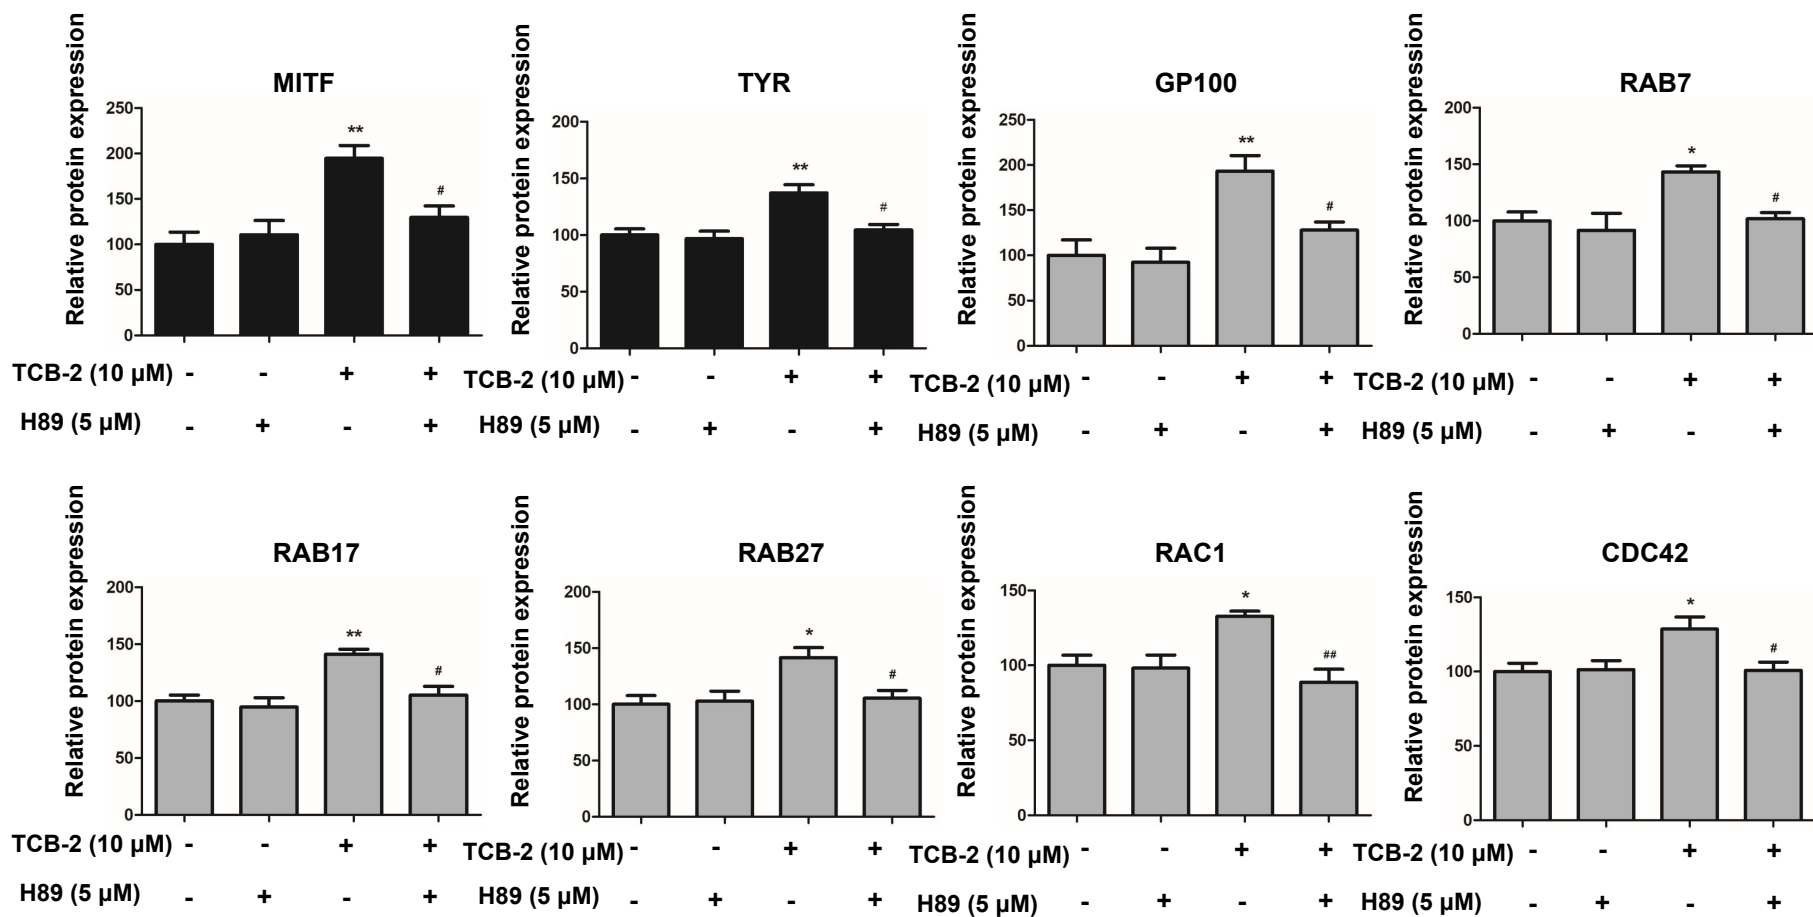 MITF
Relative protein expression
250
200
150
100
50
0
**
#
TCB-2 (10 μM) - - + +
H89 (5 μM) - + - +
TYR
Relative protein expression
200
150
100
50
0
**
#
TCB-2 (10 μM) - - + +
H89 (5 μM) - + - +
GP100
Relative protein expression
250
200
150
100
50
0
**
#
TCB-2 (10 μM) - - + +
H89 (5 μM) - + - +
RAB7
Relative protein expression
200
150
100
50
0
*
#
TCB-2 (10 μM) - - + +
H89 (5 μM) - + - +
RAB17
Relative protein expression
200
150
100
50
0
**
#
TCB-2 (10 μM) - - + +
H89 (5 μM) - + - +
RAB27
Relative protein expression
200
150
100
50
0
*
#
TCB-2 (10 μM) - - + +
H89 (5 μM) - + - +
RAC1
Relative protein expression
150
100
50
0
*
##
TCB-2 (10 μM) - - + +
H89 (5 μM) - + - +
CDC42
Relative protein expression
150
100
50
0
*
#
TCB-2 (10 μM) - - + +
H89 (5 μM) - + - +